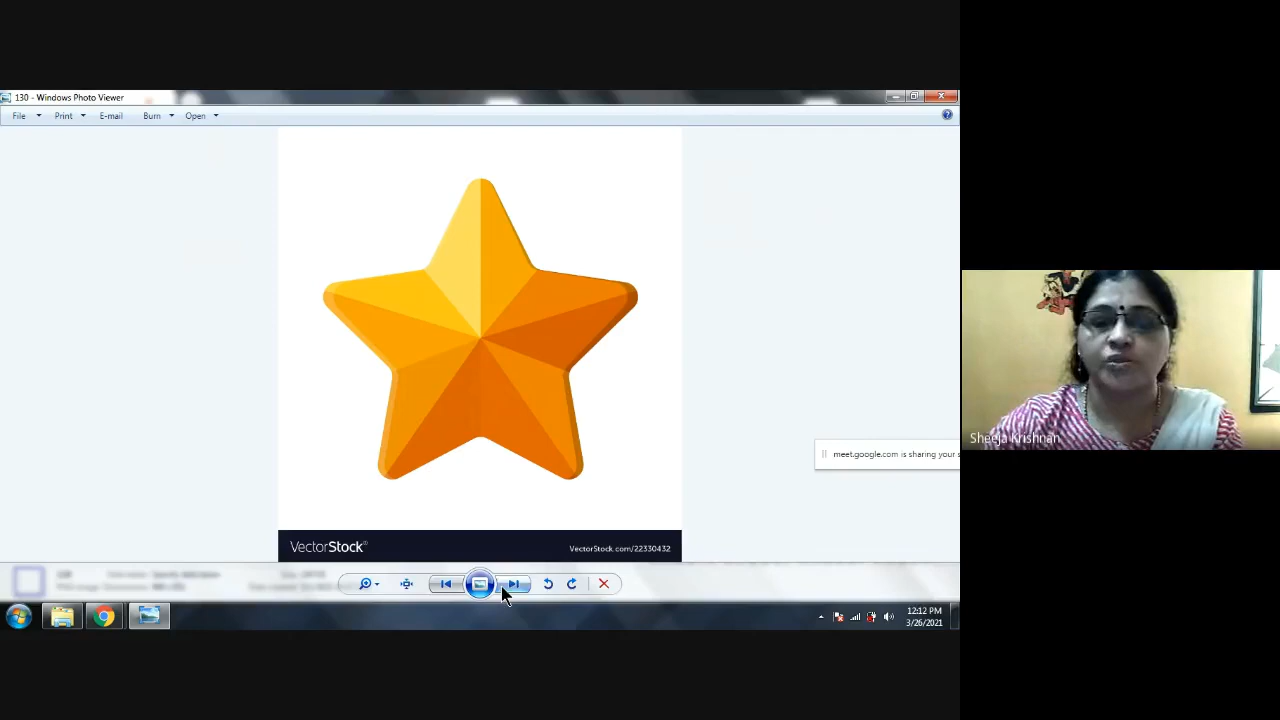 130 - Windows Photo Viewer
File Print E-mail Burn Open
VectorStock®
VectorStock.com/22330432
meet.google.com is sharing your s
Sheeja Krishnan
12:12 PM
3/26/2021